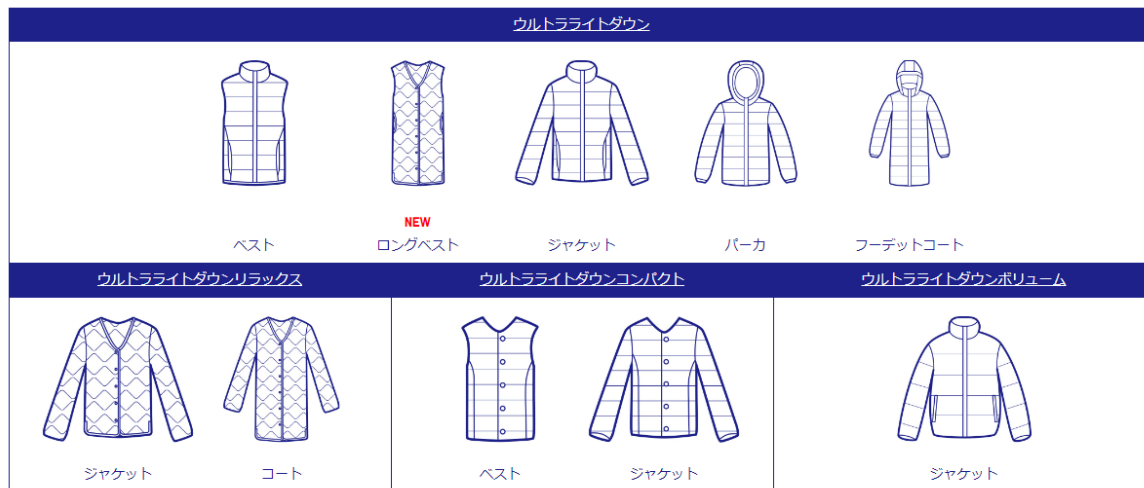 ウルトラライトダウン
NEW
ベスト
ロングベスト
ジャケット
パーカ
フーデットコート
ウルトラライトダウンリラックス
ウルトラライトダウンコンパクト
ウルトラライトダウンボリューム
ジャケット
コート
ベスト
ジャケット
ジャケット